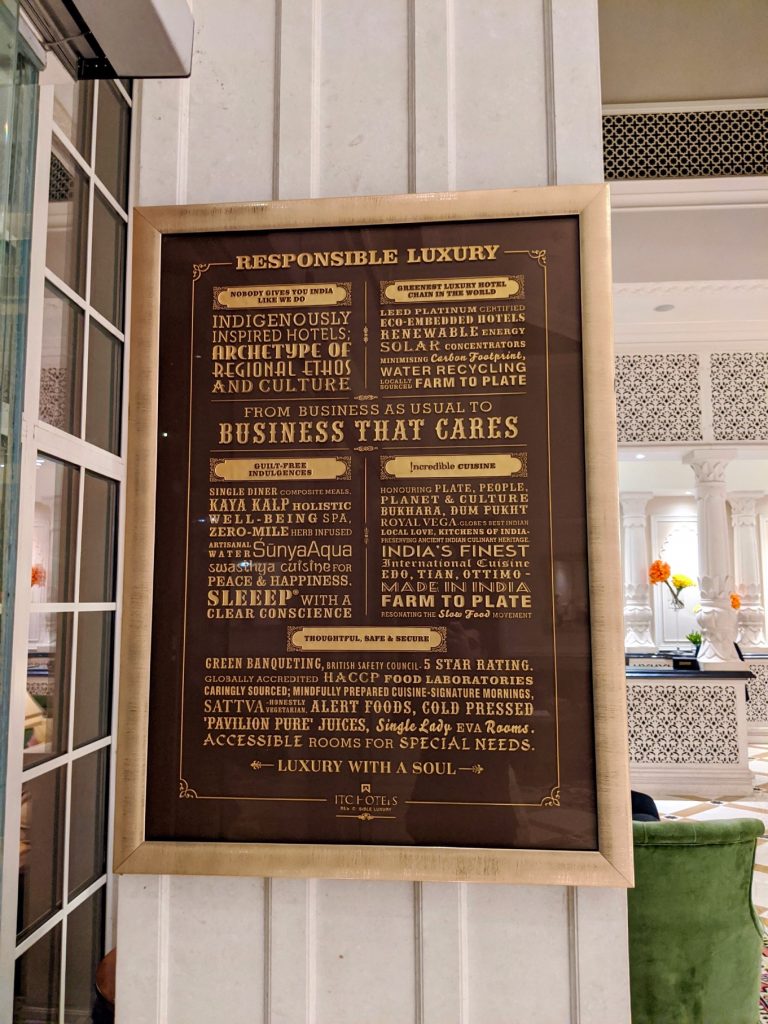 RESPONSIBLE LUXURY
NOBODY GIVES YOU INDIA
LIKE WE DO
INDIGENOUSLY
INSPIRED HOTELS;
ARCHETYPE OF
REGIONAL ETHOS
AND CULTURE
GREENEST LUXURY HOTEL
CHAIN IN THE WORLD
LEED PLATINUM CERTIFIED
ECO-EMBEDDED HOTELS
RENEWABLE ENERGY
SOLAR CONCENTRATORS
MINIMISING Carbon Footprint,
WATER RECYCLING
LOCALLY
SOURCED FARM TO PLATE
FROM BUSINESS AS USUAL TO
BUSINESS THAT CARES
GUILT-FREE
INDULGENCES
SINGLE DINER COMPOSITE MEALS,
KAYA KALP HOLISTIC
WELL-BEING SPA,
ZERO-MILE HERB INFUSED
ARTISANAL
WATER SūnyaAqua
swasthya cuisine FOR
PEACE & HAPPINESS,
SLEEEP® WITH A
CLEAR CONSCIENCE
!ncredible CUISINE
HONOURING PLATE, PEOPLE,
PLANET & CULTURE
BUKHARA, DUM PUKHT
ROYAL VEGA-GLOBE'S BEST INDIAN
LOCAL LOVE, KITCHENS OF INDIA-
PRESERVING ANCIENT INDIAN CULINARY HERITAGE.
INDIA'S FINEST
International Cuisine
EDO, TIAN, OTTIMO-
MADE IN INDIA
FARM TO PLATE
RESONATING THE Slow Food MOVEMENT
THOUGHTFUL, SAFE & SECURE
GREEN BANQUETING, BRITISH SAFETY COUNCIL- 5 STAR RATING.
GLOBALLY ACCREDITED HACCP FOOD LABORATORIES
CARINGLY SOURCED; MINDFULLY PREPARED CUISINE-SIGNATURE MORNINGS,
SATTVA-HONESTLY
VEGETARIAN, ALERT FOODS, COLD PRESSED
'PAVILION PURE' JUICES, Single Lady EVA Rooms.
ACCESSIBLE ROOMS FOR SPECIAL NEEDS.
LUXURY WITH A SOUL
ITC HOTELS
RESPONSIBLE LUXURY